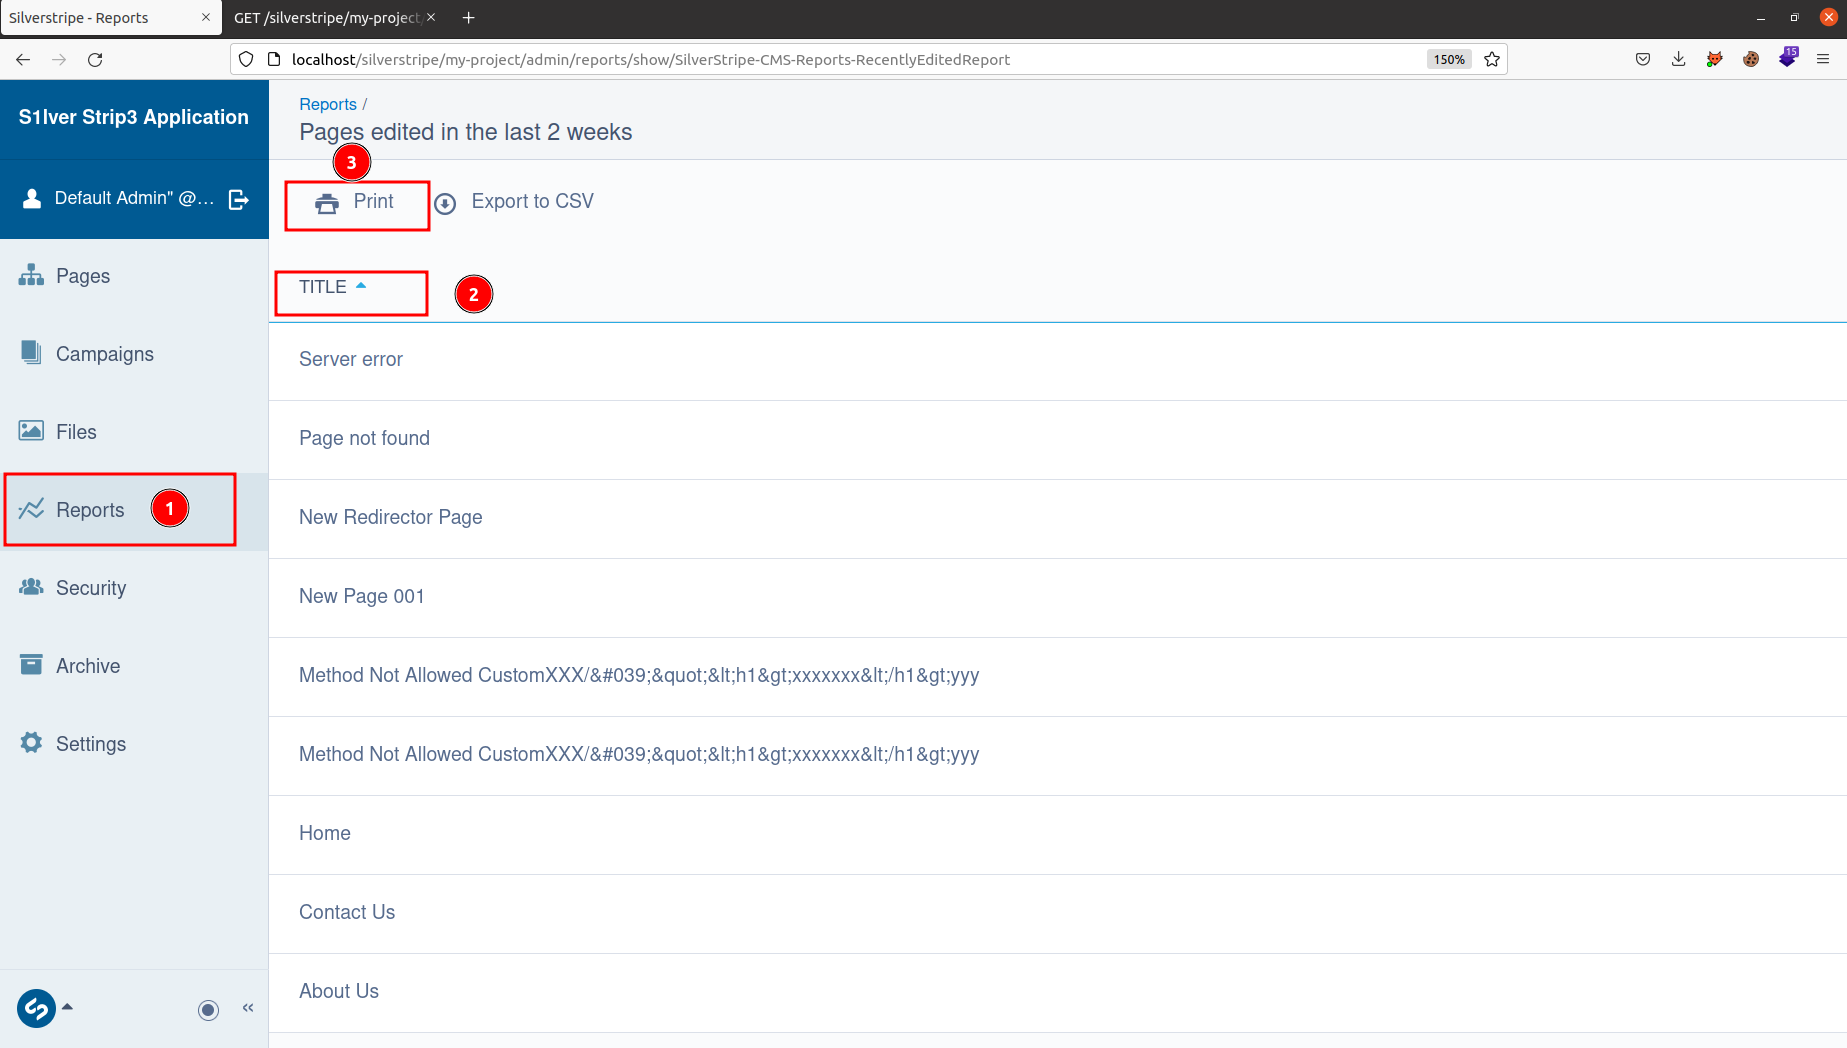 Silverstripe - Reports
GET /silverstripe/my-project
localhost/silverstripe/my-project/admin/reports/show/SilverStripe-CMS-Reports-RecentlyEditedReport
150%
15
S1lver Strip3 Application
Default Admin" @...
Pages
Campaigns
Files
Reports
1
Security
Archive
Settings
Reports /
Pages edited in the last 2 weeks
3
Print
Export to CSV
TITLE
2
Server error
Page not found
New Redirector Page
New Page 001
Method Not Allowed CustomXXX/&#039;&quot;&lt;h1&gt;xxxxxxx&lt;/h1&gt;yyy
Method Not Allowed CustomXXX/&#039;&quot;&lt;h1&gt;xxxxxxx&lt;/h1&gt;yyy
Home
Contact Us
About Us